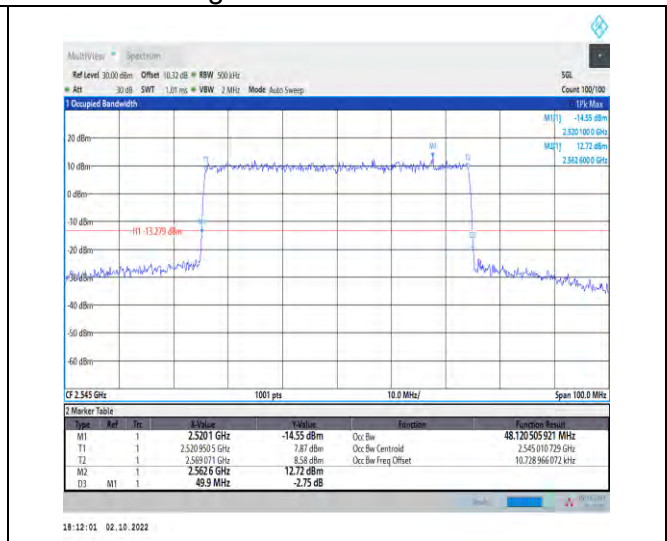 MultiView Spectrum
Ref Level 30.00 dBm Offset 10.32 dB RBW 500 kHz SGL
Att 30 dB SWT 1.01 ms VBW 2 MHz Mode Auto Sweep Count 100/100
1 Occupied Bandwidth 1Pk Max
M1[1] -14.55 dBm
2.520 100 0 GHz
M2[1] 12.72 dBm
2.562 600 0 GHz
20 dBm
10 dBm
0 dBm
-10 dBm
H1 -13.279 dBm
-20 dBm
-30 dBm
-40 dBm
-50 dBm
-60 dBm
CF 2.545 GHz 1001 pts 10.0 MHz/ Span 100.0 MHz
2 Marker Table
Type Ref Trc X-Value Y-Value Function Function Result
M1 1 2.5201 GHz -14.55 dBm Occ Bw 48.120 505 921 MHz
T1 1 2.520 950 5 GHz 7.87 dBm Occ Bw Centroid 2.545 010 729 GHz
T2 1 2.569 071 GHz 8.58 dBm Occ Bw Freq Offset 10.728 966 072 kHz
M2 1 2.562 6 GHz 12.72 dBm
D3 M1 1 49.9 MHz -2.75 dB
18:12:01 02.10.2022